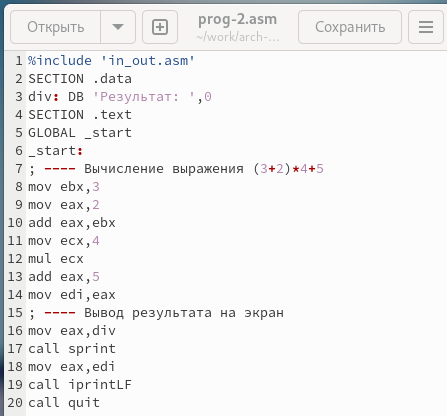 Открыть
prog-2.asm
~/work/arch-...
Сохранить
1 %include 'in_out.asm'
2 SECTION .data
3 div: DB 'Результат: ',0
4 SECTION .text
5 GLOBAL _start
6 _start:
7 ; ---- Вычисление выражения (3+2)*4+5
8 mov ebx,3
9 mov eax,2
10 add eax,ebx
11 mov ecx,4
12 mul ecx
13 add eax,5
14 mov edi,eax
15 ; ---- Вывод результата на экран
16 mov eax,div
17 call sprint
18 mov eax,edi
19 call iprintLF
20 call quit